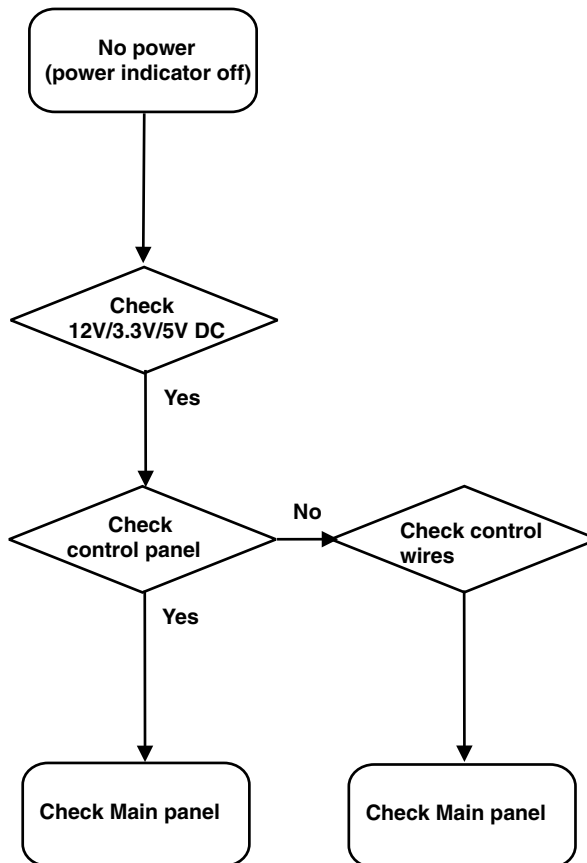 No power
(power indicator off)
Check
12V/3.3V/5V DC
Yes
Check
control panel
No
Check control
wires
Yes
Check Main panel
Check Main panel